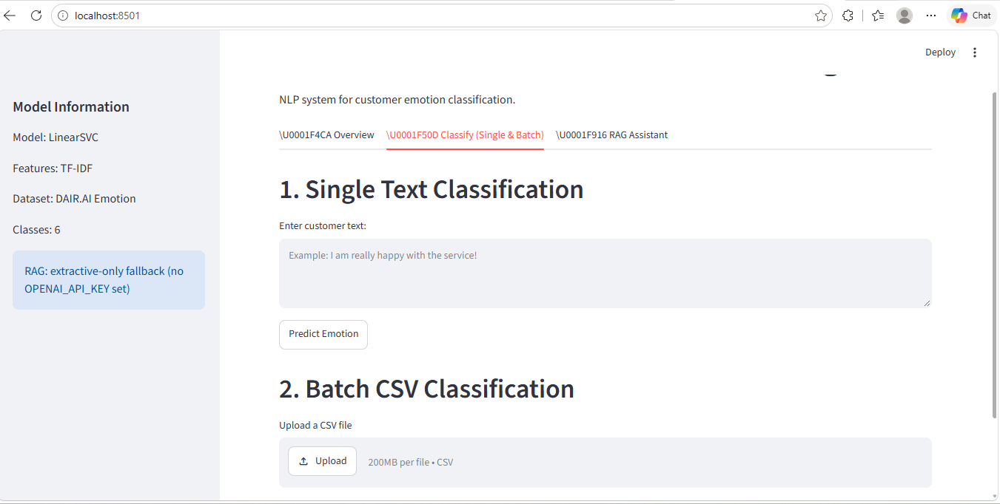 localhost:8501
Chat
Deploy
Model Information
Model: LinearSVC
Features: TF-IDF
Dataset: DAIR.AI Emotion
Classes: 6
RAG: extractive-only fallback (no
OPENAI_API_KEY set)
NLP system for customer emotion classification.
\U0001F4CA Overview
\U0001F50D Classify (Single & Batch)
\U0001F916 RAG Assistant
1. Single Text Classification
Enter customer text:
Example: I am really happy with the service!
Predict Emotion
2. Batch CSV Classification
Upload a CSV file
Upload
200MB per file • CSV